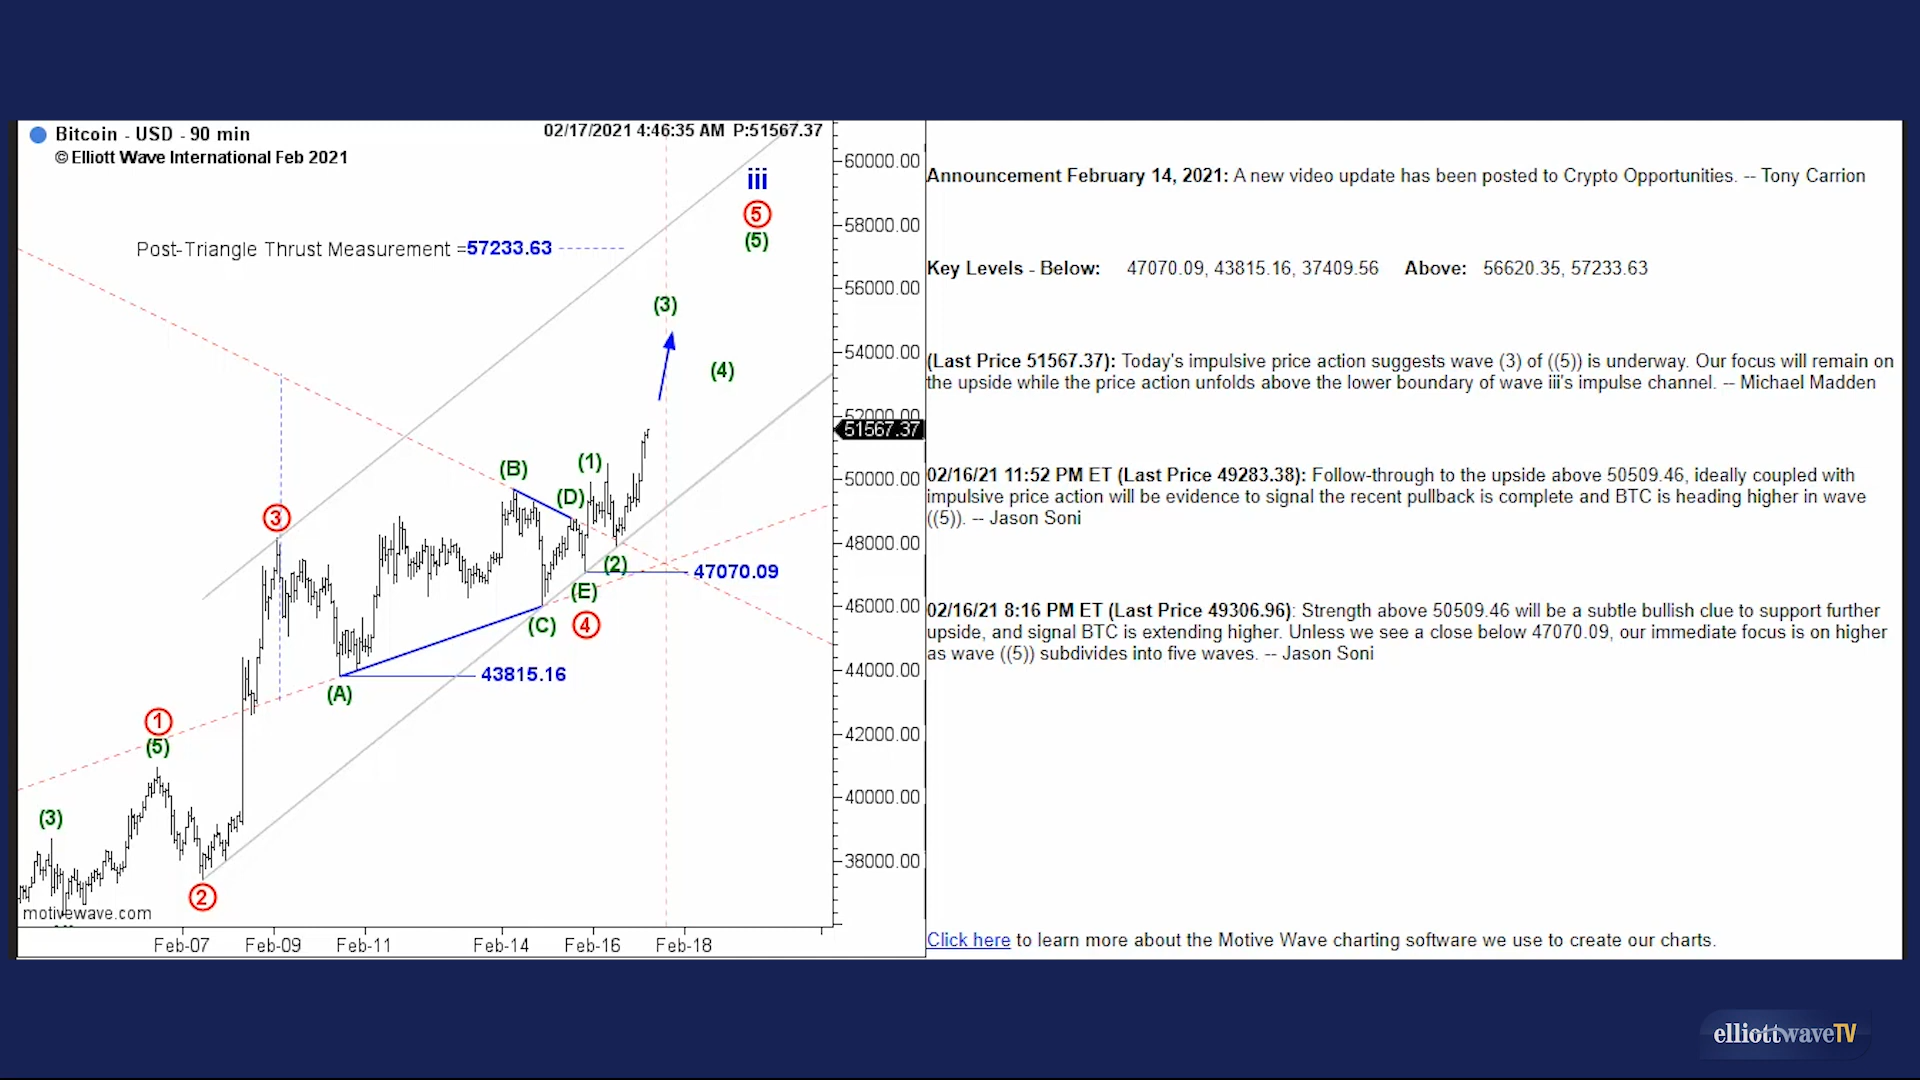 Bitcoin - USD - 90 min
02/17/2021 4:46:35 AM P:51567.37
© Elliott Wave International Feb 2021
60000.00
iii
5
(5)
58000.00
Post-Triangle Thrust Measurement =57233.63
56000.00
(3)
54000.00
(4)
52000.00
51567.37
(B)
(1)
50000.00
(D)
3
48000.00
(2)
47070.09
(E)
46000.00
(C)
4
44000.00
43815.16
(A)
1
(5)
42000.00
40000.00
(3)
38000.00
2
motivewave.com
Feb-07 Feb-09 Feb-11 Feb-14 Feb-16 Feb-18
Announcement February 14, 2021: A new video update has been posted to Crypto Opportunities. -- Tony Carrion
Key Levels - Below: 47070.09, 43815.16, 37409.56 Above: 56620.35, 57233.63
(Last Price 51567.37): Today's impulsive price action suggests wave (3) of ((5)) is underway. Our focus will remain on
the upside while the price action unfolds above the lower boundary of wave iii's impulse channel. -- Michael Madden
02/16/21 11:52 PM ET (Last Price 49283.38): Follow-through to the upside above 50509.46, ideally coupled with
impulsive price action will be evidence to signal the recent pullback is complete and BTC is heading higher in wave
((5)). -- Jason Soni
02/16/21 8:16 PM ET (Last Price 49306.96): Strength above 50509.46 will be a subtle bullish clue to support further
upside, and signal BTC is extending higher. Unless we see a close below 47070.09, our immediate focus is on higher
as wave ((5)) subdivides into five waves. -- Jason Soni
Click here to learn more about the Motive Wave charting software we use to create our charts.
elliottwaveTV